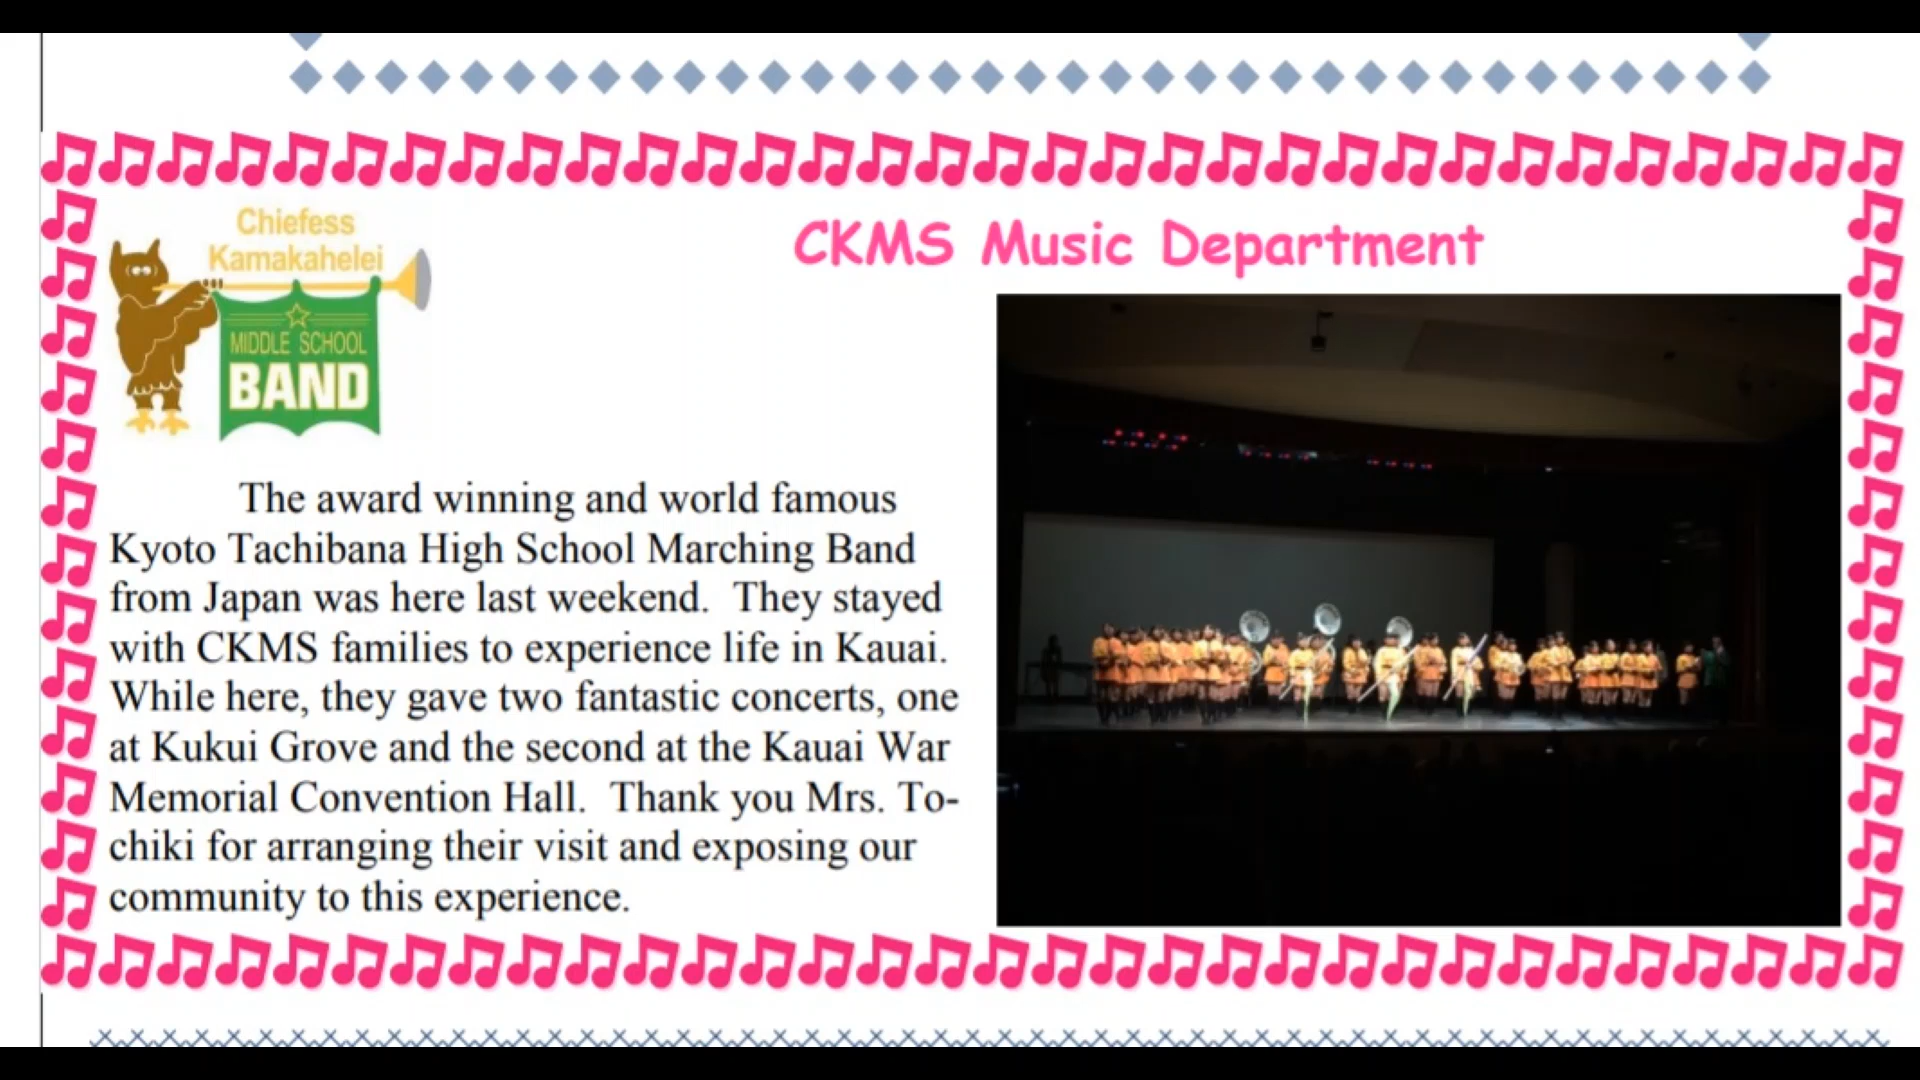 Chiefess
Kamakahelei
MIDDLE SCHOOL
BAND
CKMS Music Department
The award winning and world famous
Kyoto Tachibana High School Marching Band
from Japan was here last weekend.  They stayed
with CKMS families to experience life in Kauai.
While here, they gave two fantastic concerts, one
at Kukui Grove and the second at the Kauai War
Memorial Convention Hall.  Thank you Mrs. To-
chiki for arranging their visit and exposing our
community to this experience.